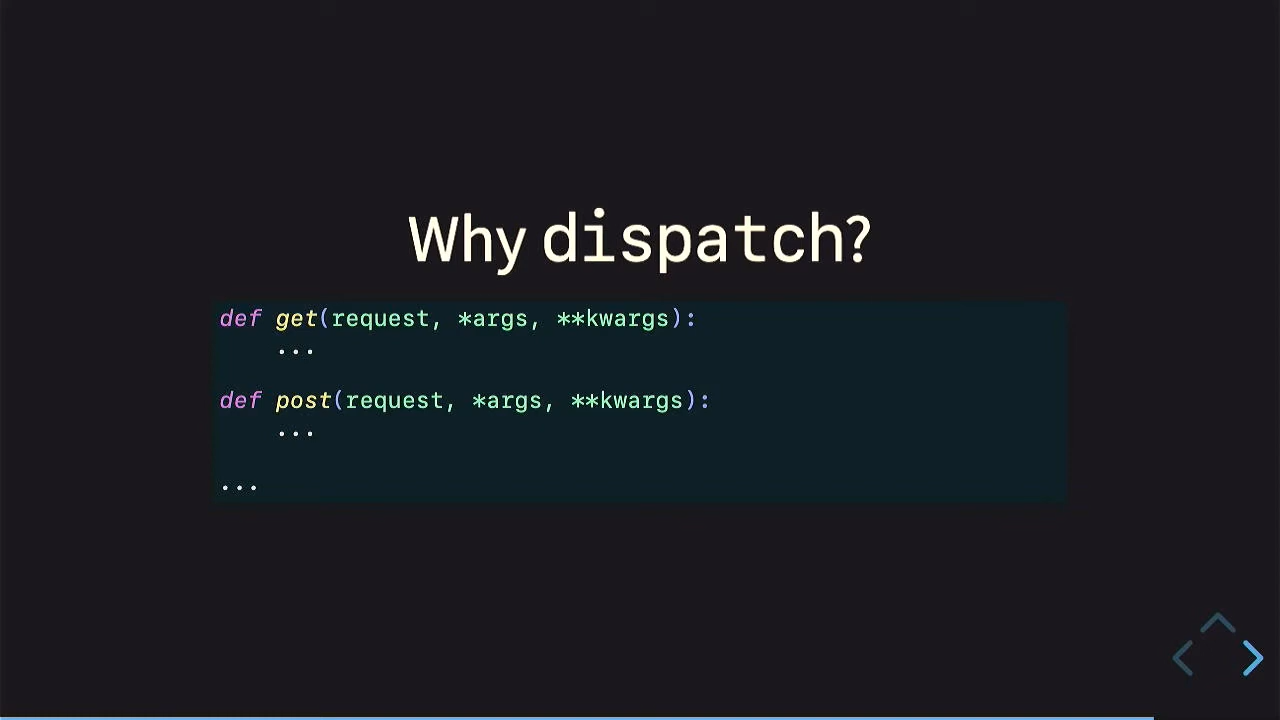 Why dispatch?
def get(request, *args, **kwargs):
...
def post(request, *args, **kwargs):
...
...